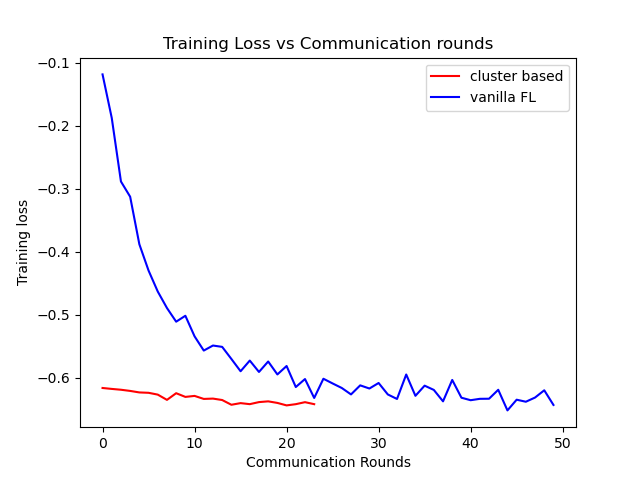 Training Loss vs Communication rounds
cluster based
vanilla FL
Training loss
−0.1
−0.2
−0.3
−0.4
−0.5
−0.6
0 10 20 30 40 50
Communication Rounds